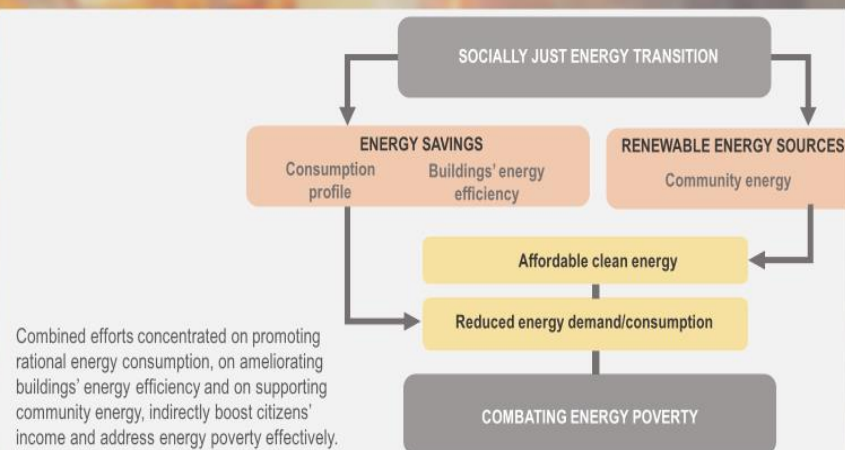 SOCIALLY JUST ENERGY TRANSITION
ENERGY SAVINGS
Consumption
profile
Buildings' energy
efficiency
RENEWABLE ENERGY SOURCES
Community energy
Affordable clean energy
Reduced energy demand/consumption
Combined efforts concentrated on promoting
rational energy consumption, on ameliorating
buildings' energy efficiency and on supporting
community energy, indirectly boost citizens'
income and address energy poverty effectively.
COMBATING ENERGY POVERTY